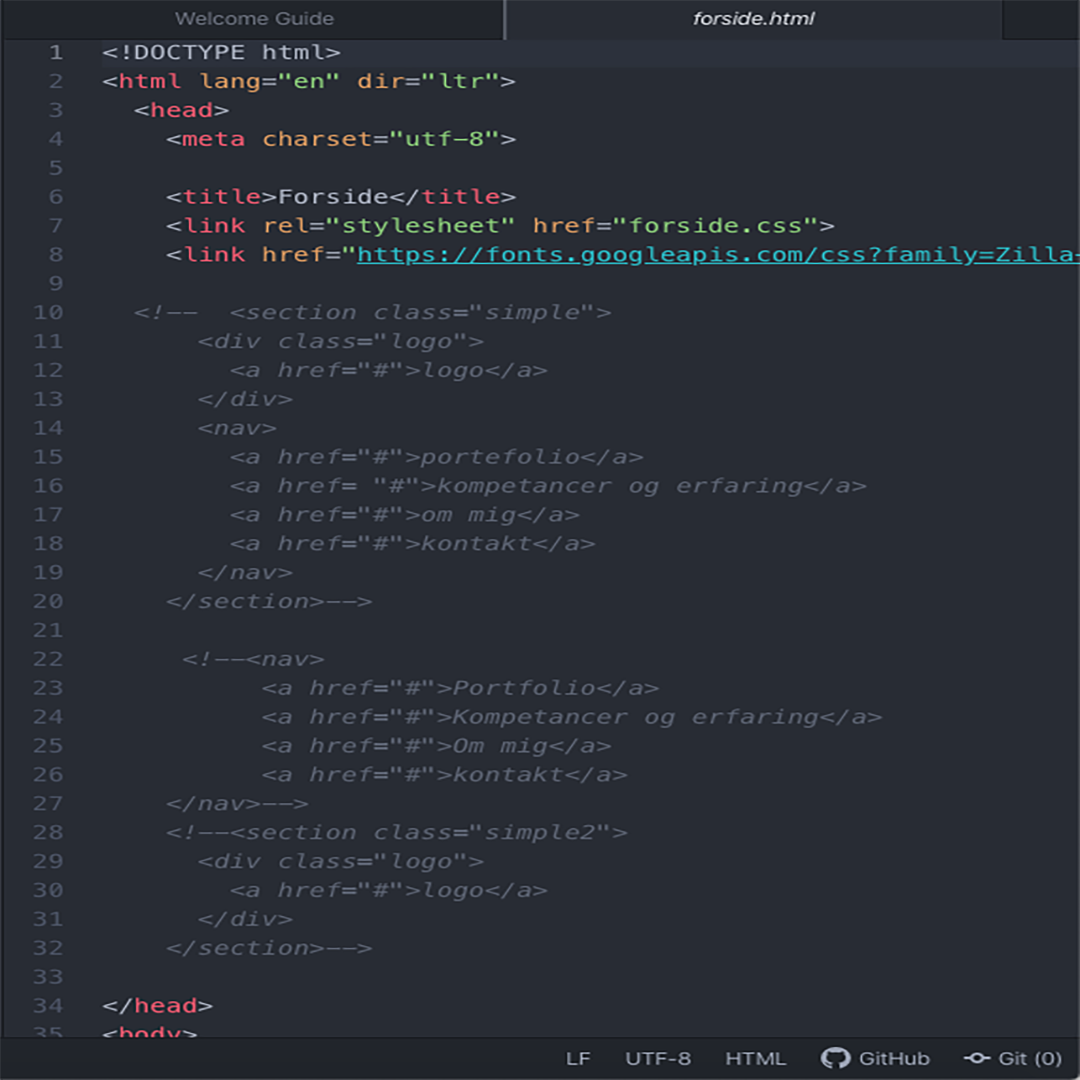 Welcome Guide
forside.html
1 <!DOCTYPE html>
2 <html lang="en" dir="ltr">
3 <head>
4 <meta charset="utf-8">
5
6 <title>Forside</title>
7 <link rel="stylesheet" href="forside.css">
8 <link href="https://fonts.googleapis.com/css?family=Zilla-
9
10 <!-- <section class="simple">
11 <div class="logo">
12 <a href="#">logo</a>
13 </div>
14 <nav>
15 <a href="#">portefolio</a>
16 <a href= "#">kompetancer og erfaring</a>
17 <a href="#">om mig</a>
18 <a href="#">kontakt</a>
19 </nav>
20 </section>-->
21
22 <!--<nav>
23 <a href="#">Portfolio</a>
24 <a href="#">Kompetancer og erfaring</a>
25 <a href="#">Om mig</a>
26 <a href="#">kontakt</a>
27 </nav>-->
28 <!--<section class="simple2">
29 <div class="logo">
30 <a href="#">logo</a>
31 </div>
32 </section>-->
33
34 </head>
35 <body>
LF UTF-8 HTML GitHub Git (0)